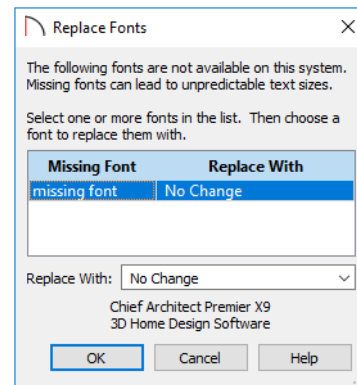 Replace Fonts
The following fonts are not available on this system.
Missing fonts can lead to unpredictable text sizes.
Select one or more fonts in the list. Then choose a
font to replace them with.
Missing Font Replace With
missing font No Change
Replace With: No Change
Chief Architect Premier X9
3D Home Design Software
OK Cancel Help